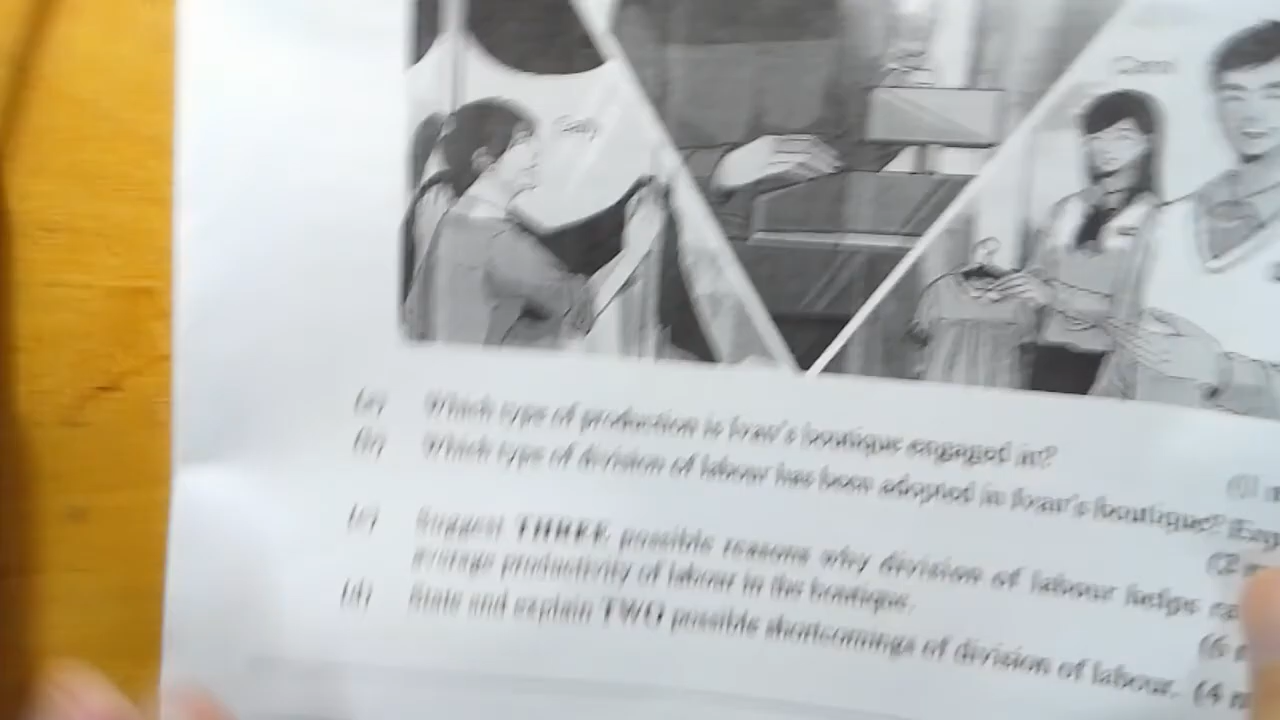 (a) Which type of production is Ivan's boutique engaged in?
(b) Which type of division of labour has been adopted in Ivan's boutique?
(c) Suggest THREE possible reasons why division of labour helps
average productivity of labour in the boutique.
(d) State and explain TWO possible shortcomings of division of labour. (4